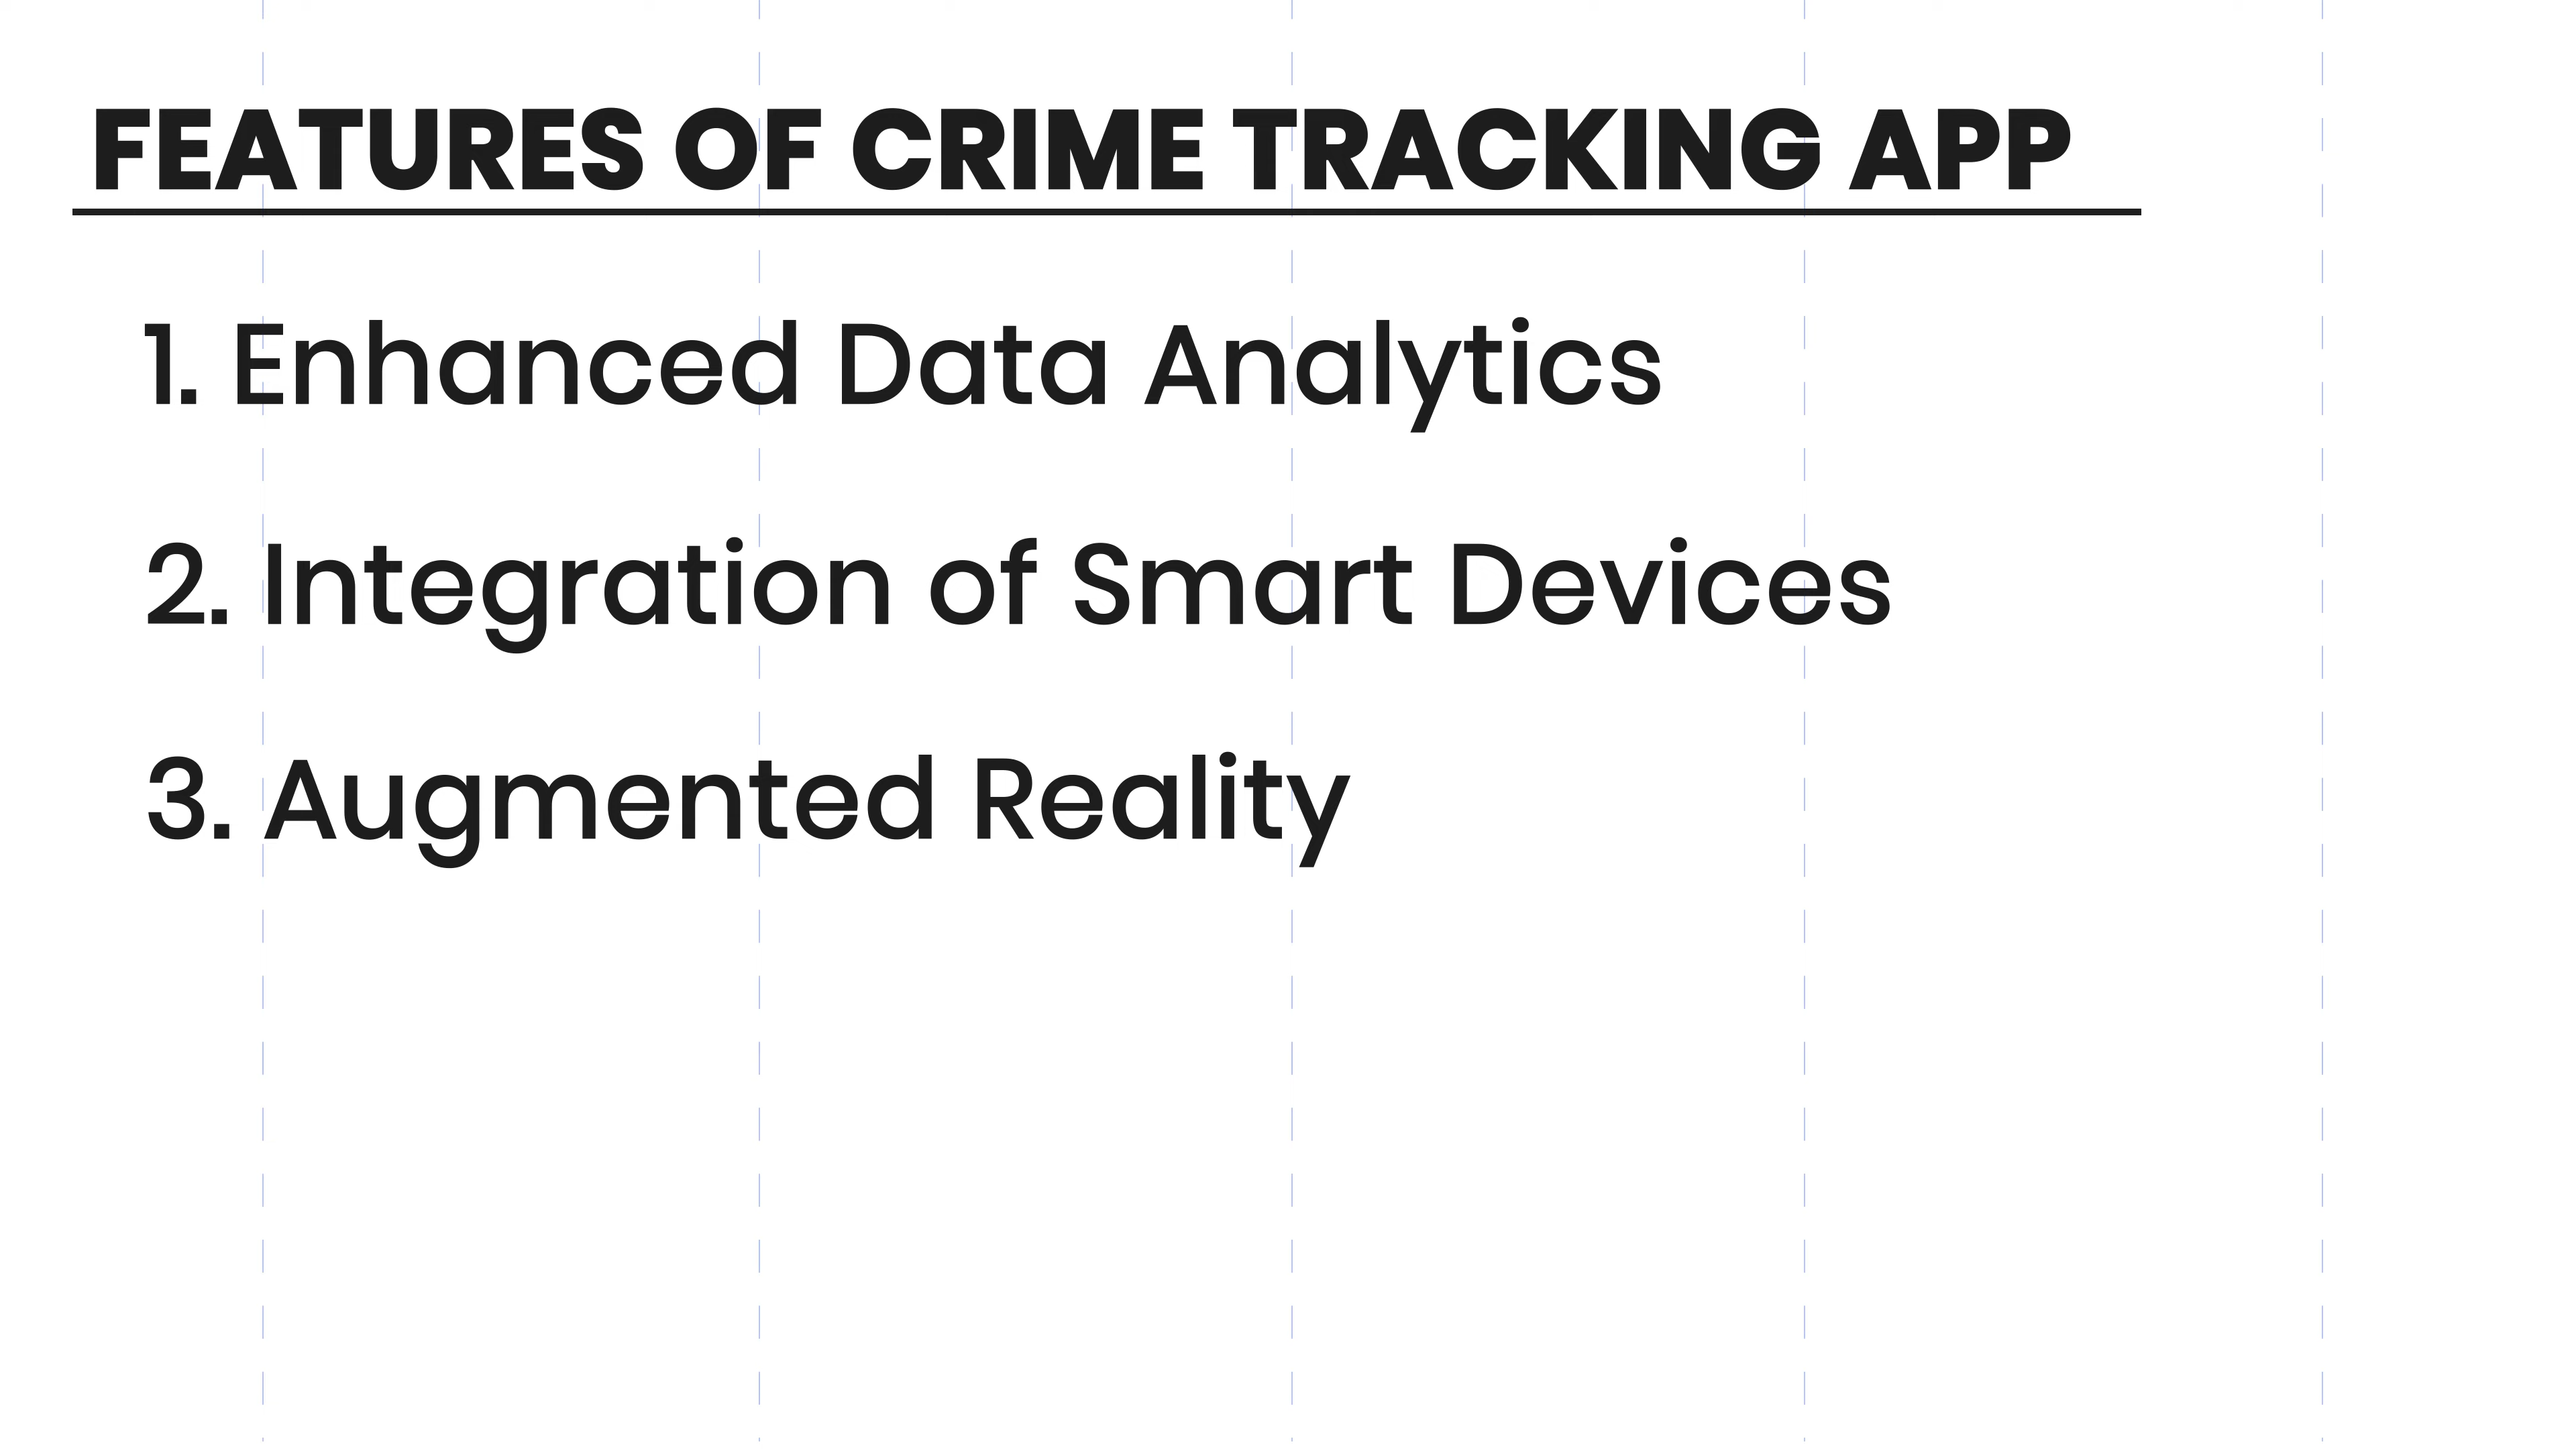 FEATURES OF CRIME TRACKING APP
1. Enhanced Data Analytics
2. Integration of Smart Devices
3. Augmented Reality